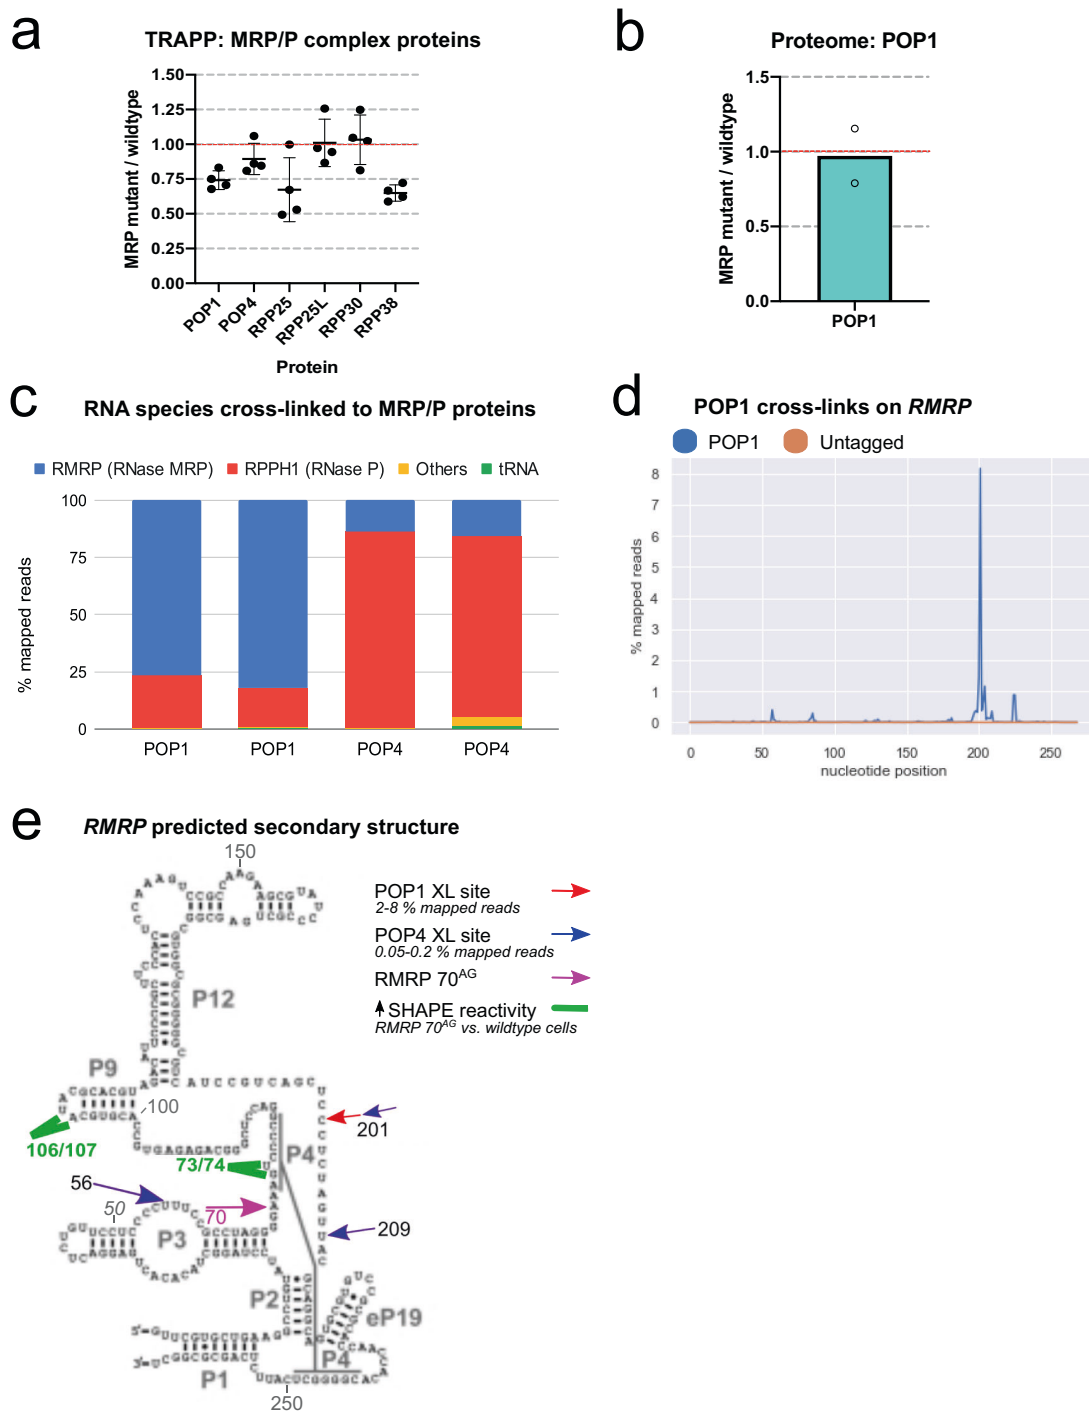 a
TRAPP: MRP/P complex proteins
MRP mutant / wildtype
1.50
1.25
1.00
0.75
0.50
0.25
0.00
POP1
POP4
RPP25
RPP25L
RPP30
RPP38
Protein
b
Proteome: POP1
MRP mutant / wildtype
1.5
1.0
0.5
0.0
POP1
c
RNA species cross-linked to MRP/P proteins
RMRP (RNase MRP) RPPH1 (RNase P) Others tRNA
% mapped reads
100
75
50
25
0
POP1 POP1 POP4 POP4
d
POP1 cross-links on RMRP
POP1 Untagged
% mapped reads
8
7
6
5
4
3
2
1
0
0 50 100 150 200 250
nucleotide position
e
RMRP predicted secondary structure
150
POP1 XL site
2-8 % mapped reads
POP4 XL site
0.05-0.2 % mapped reads
RMRP 70AG
SHAPE reactivity
RMRP 70AG vs. wildtype cells
P12
P9
100
106/107
73/74
P4
201
56
50
70
P3
209
P2
eP19
P4
P1
250